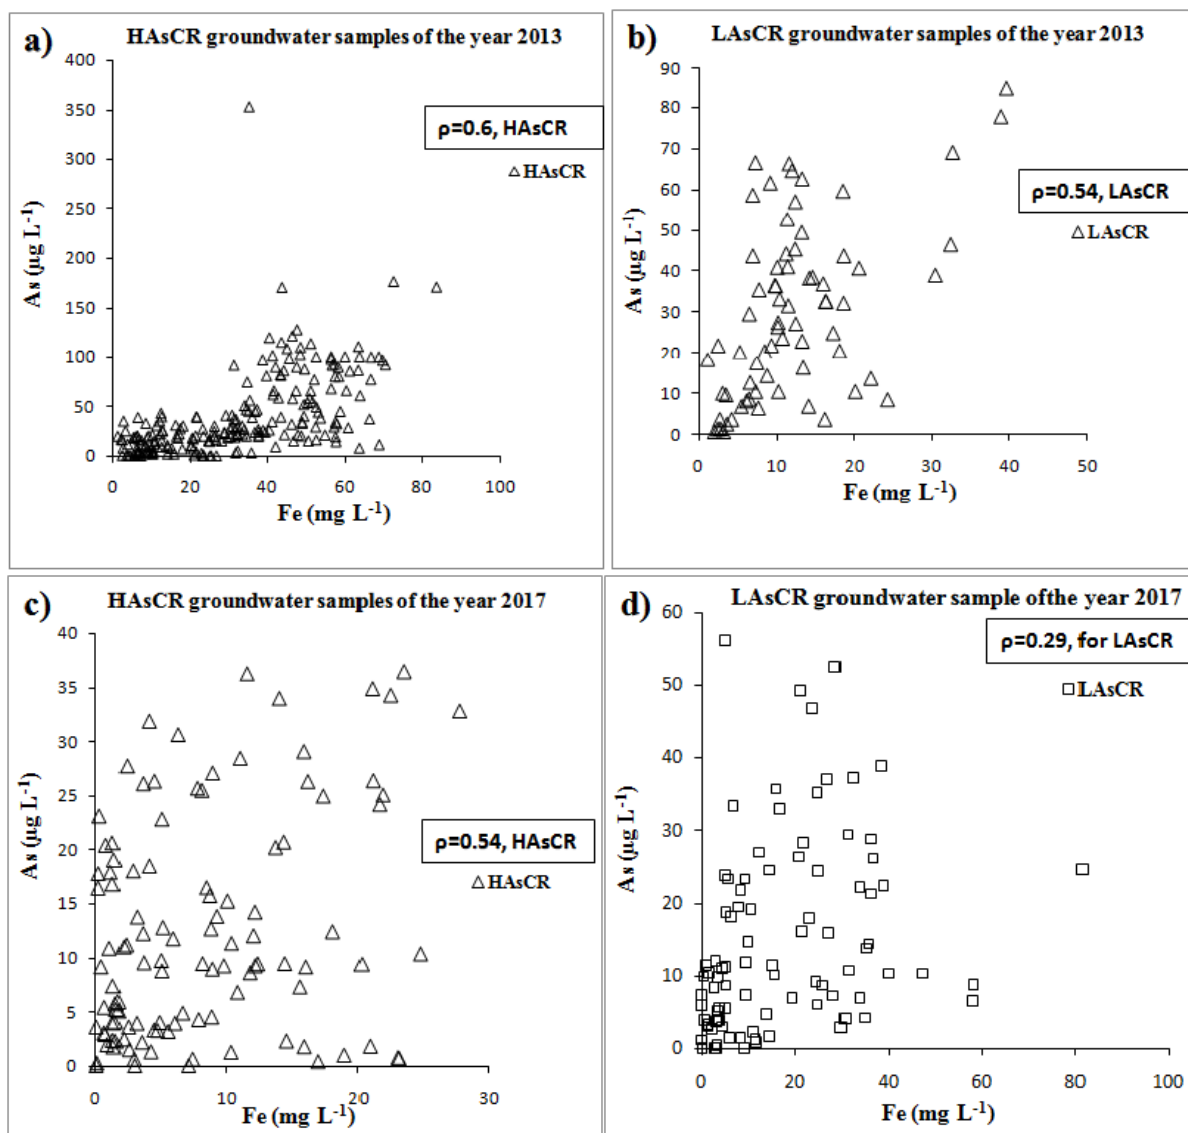 a) HAsCR groundwater samples of the year 2013
400
350
300
250
200
150
100
50
0
As (µg L-1)
0 20 40 60 80 100
Fe (mg L-1)
ρ=0.6, HAsCR
HAsCR
b) LAsCR groundwater samples of the year 2013
90
80
70
60
50
40
30
20
10
0
As (µg L-1)
0 10 20 30 40 50
Fe (mg L-1)
ρ=0.54, LAsCR
LAsCR
c) HAsCR groundwater samples of the year 2017
40
35
30
25
20
15
10
5
0
As (µg L-1)
0 10 20 30
Fe (mg L-1)
ρ=0.54, HAsCR
HAsCR
d) LAsCR groundwater sample of the year 2017
60
50
40
30
20
10
0
As (µg L-1)
0 20 40 60 80 100
Fe (mg L-1)
ρ=0.29, for LAsCR
LAsCR